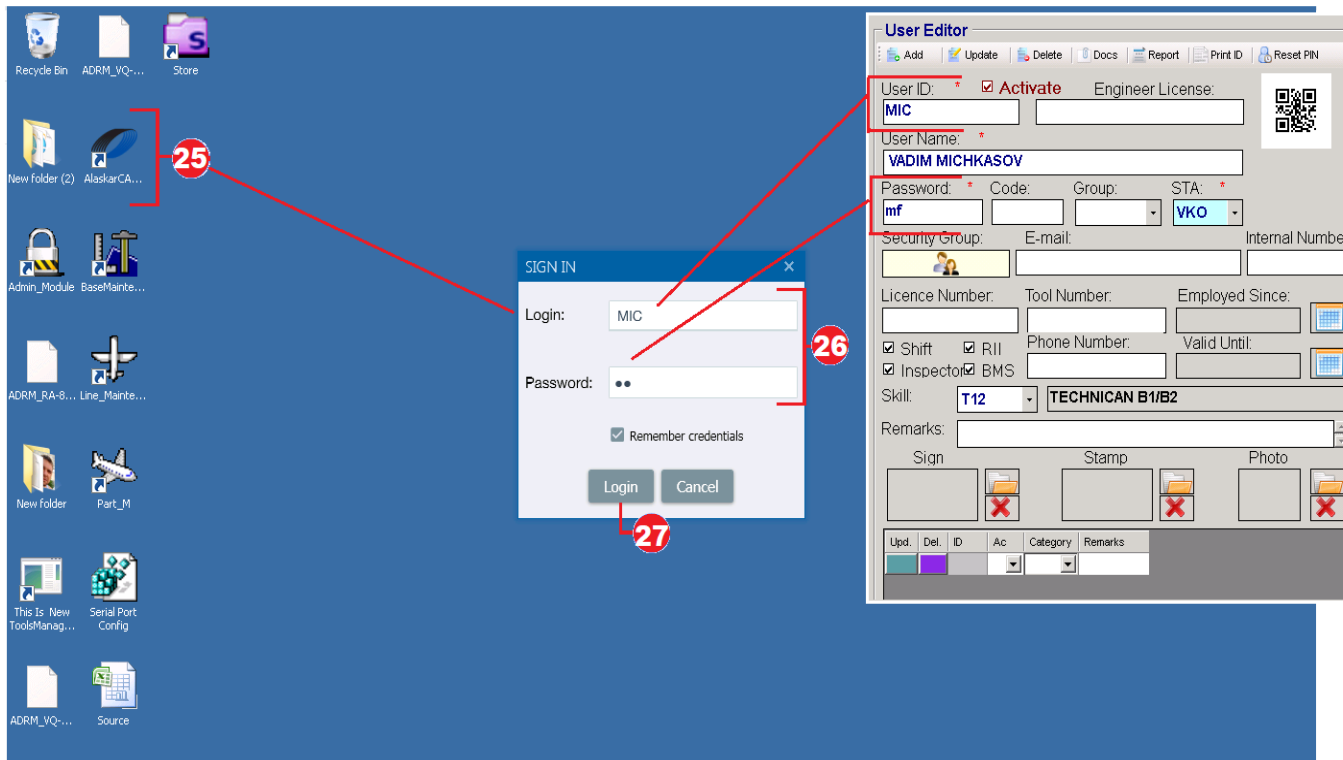 Recycle Bin
ADRM_VQ-...
Store
New folder (2)
AlaskarCA...
25
Admin_Module
BaseMainte...
ADRM_RA-8...
Line_Mainte...
New folder
Part_M
This Is New
ToolsManag...
Serial Port
Config
ADRM_VQ-...
Source
SIGN IN
Login:
MIC
Password:
••
26
Remember credentials
Login
Cancel
27
User Editor
Add
Update
Delete
Docs
Report
Print ID
Reset PIN
User ID: *
Activate
Engineer License:
MIC
User Name: *
VADIM MICHKASOV
Password: *
Code:
Group:
STA: *
mf
VKO
Security Group:
E-mail:
Internal Numbe
Licence Number:
Tool Number:
Employed Since:
Shift
RII
Phone Number:
Valid Until:
Inspector
BMS
Skill:
T12
TECHNICAN B1/B2
Remarks:
Sign
Stamp
Photo
Upd.
Del.
ID
Ac
Category
Remarks